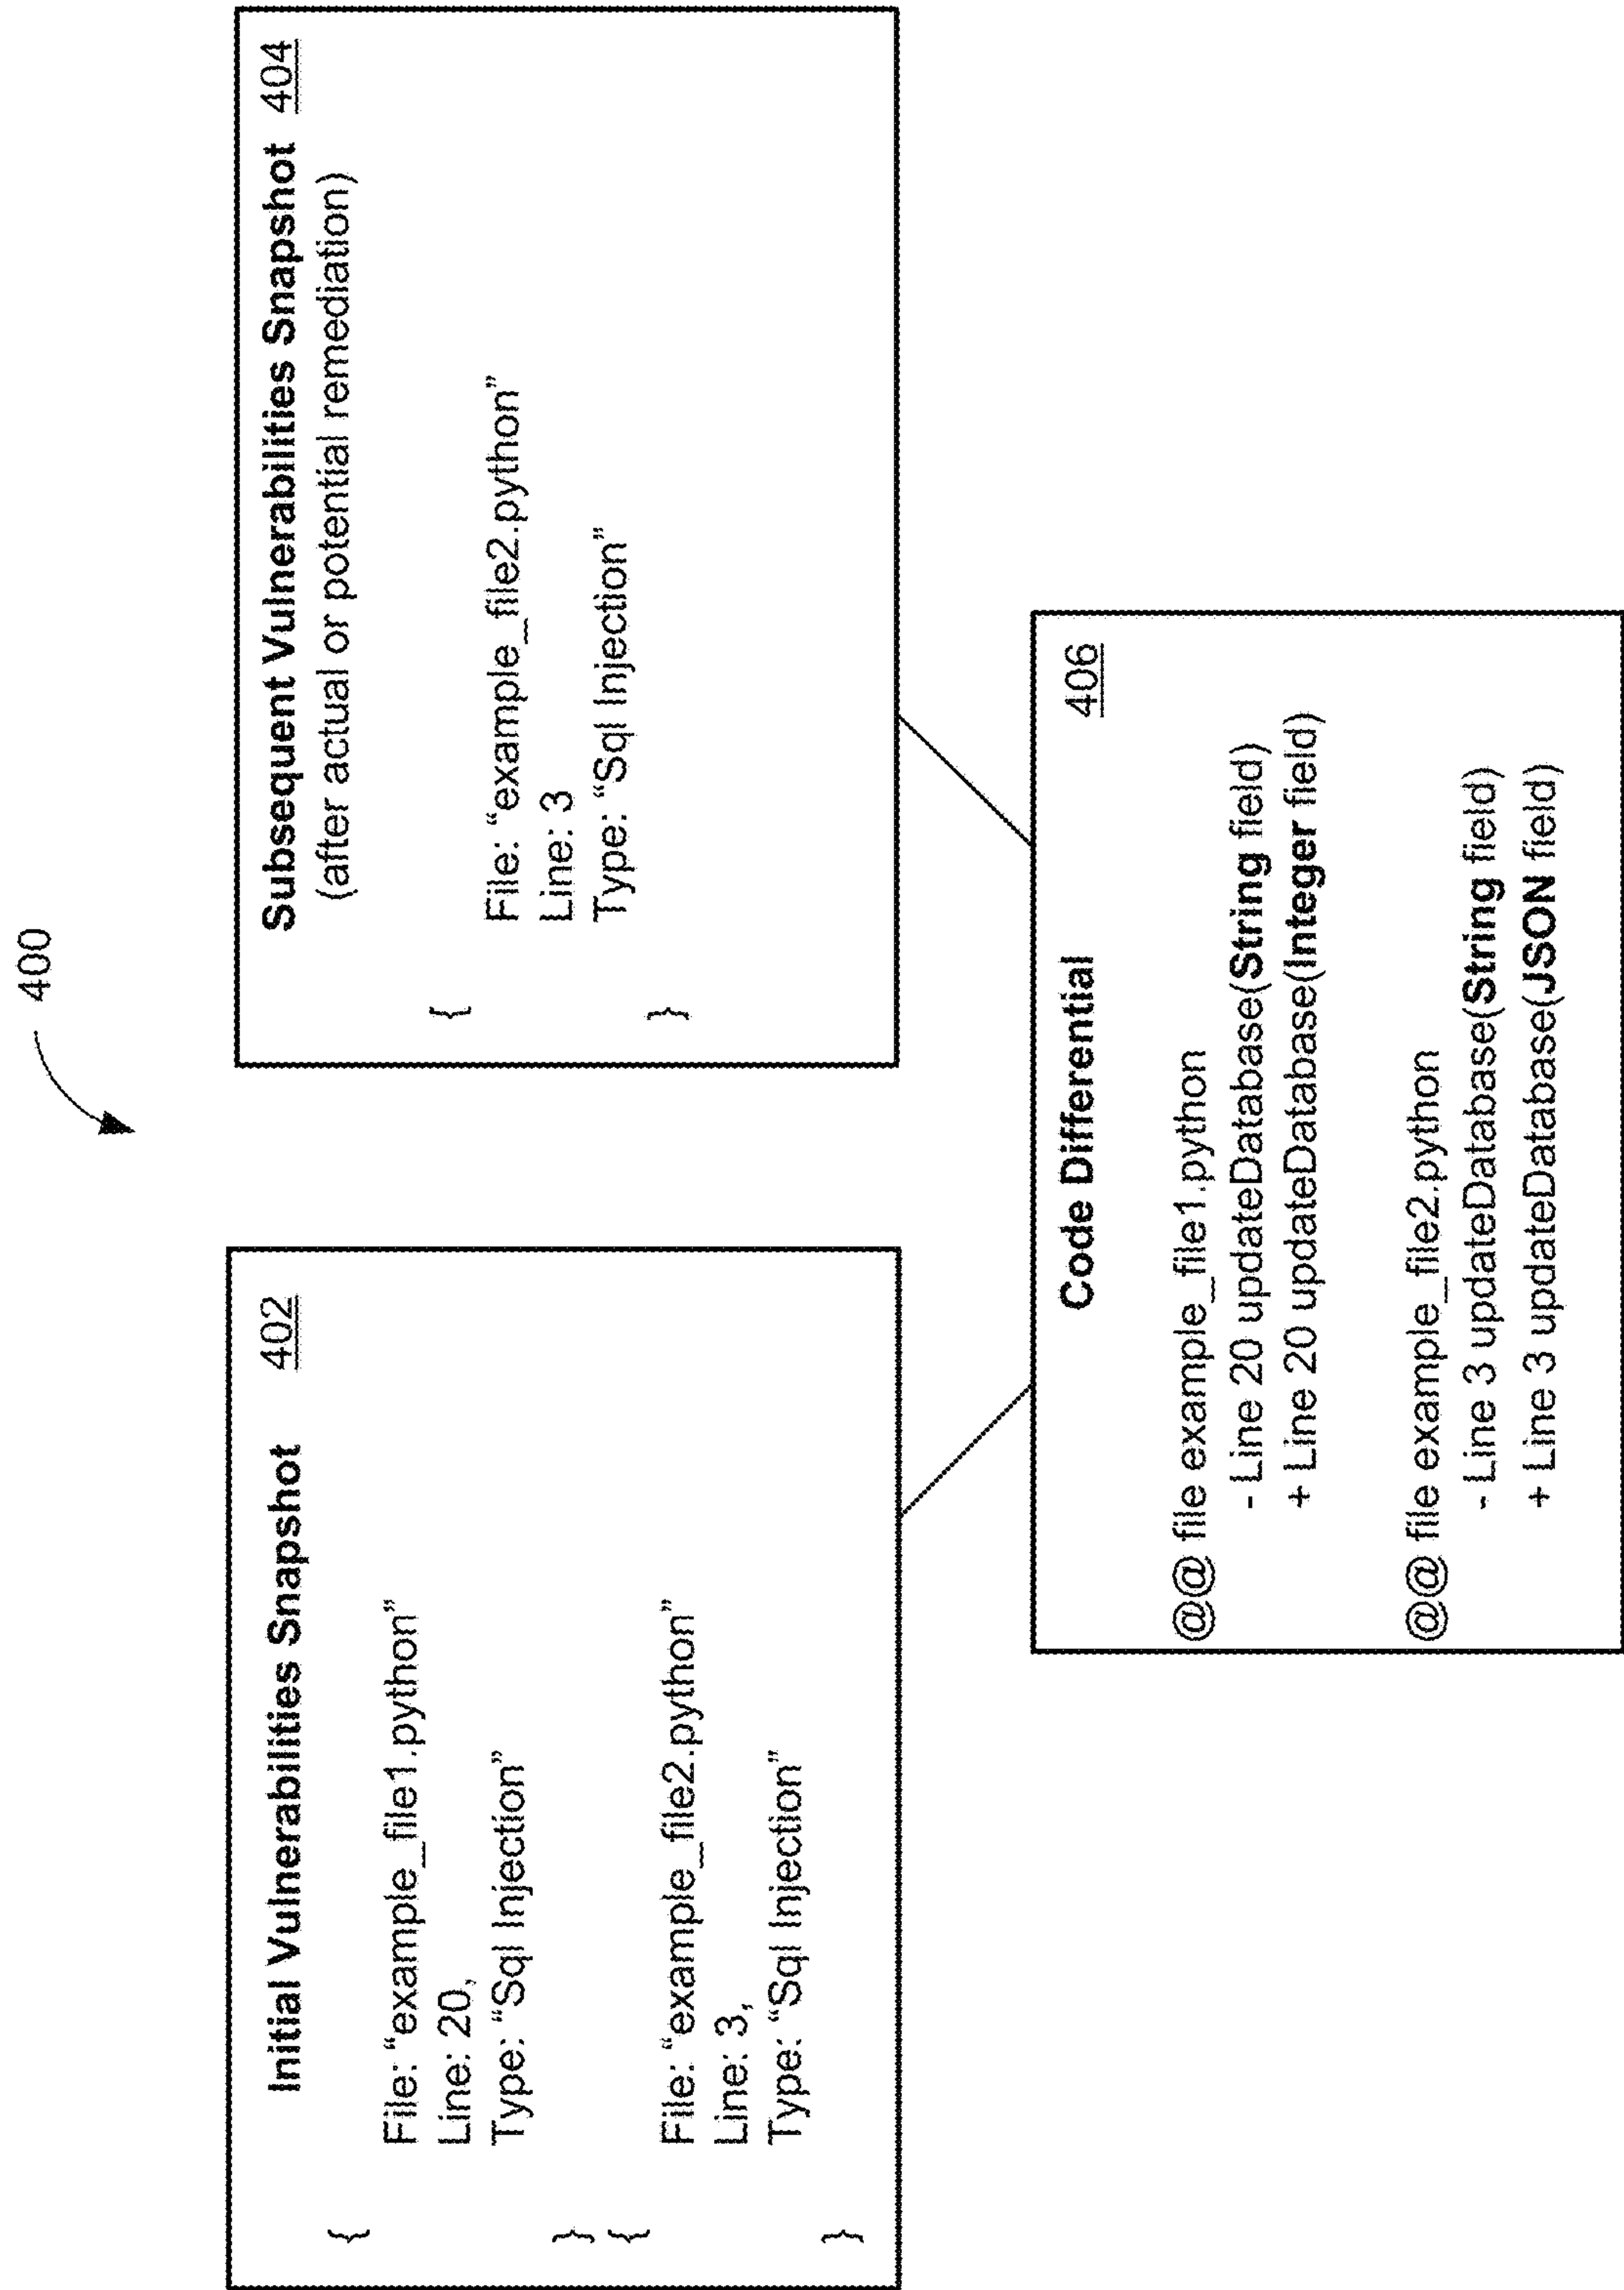 400
Initial Vulnerabilities Snapshot 402
{
File: “example_file1.python”
Line: 20,
Type: “Sql Injection”
}
{
File: “example_file2.python”
Line: 3,
Type: “Sql Injection”
}
Subsequent Vulnerabilities Snapshot 404
(after actual or potential remediation)
{
File: “example_file2.python”
Line: 3
Type: “Sql Injection”
}
Code Differential 406
@@ file example_file1.python
- Line 20 updateDatabase(String field)
+ Line 20 updateDatabase(Integer field)
@@ file example_file2.python
- Line 3 updateDatabase(String field)
+ Line 3 updateDatabase(JSON field)